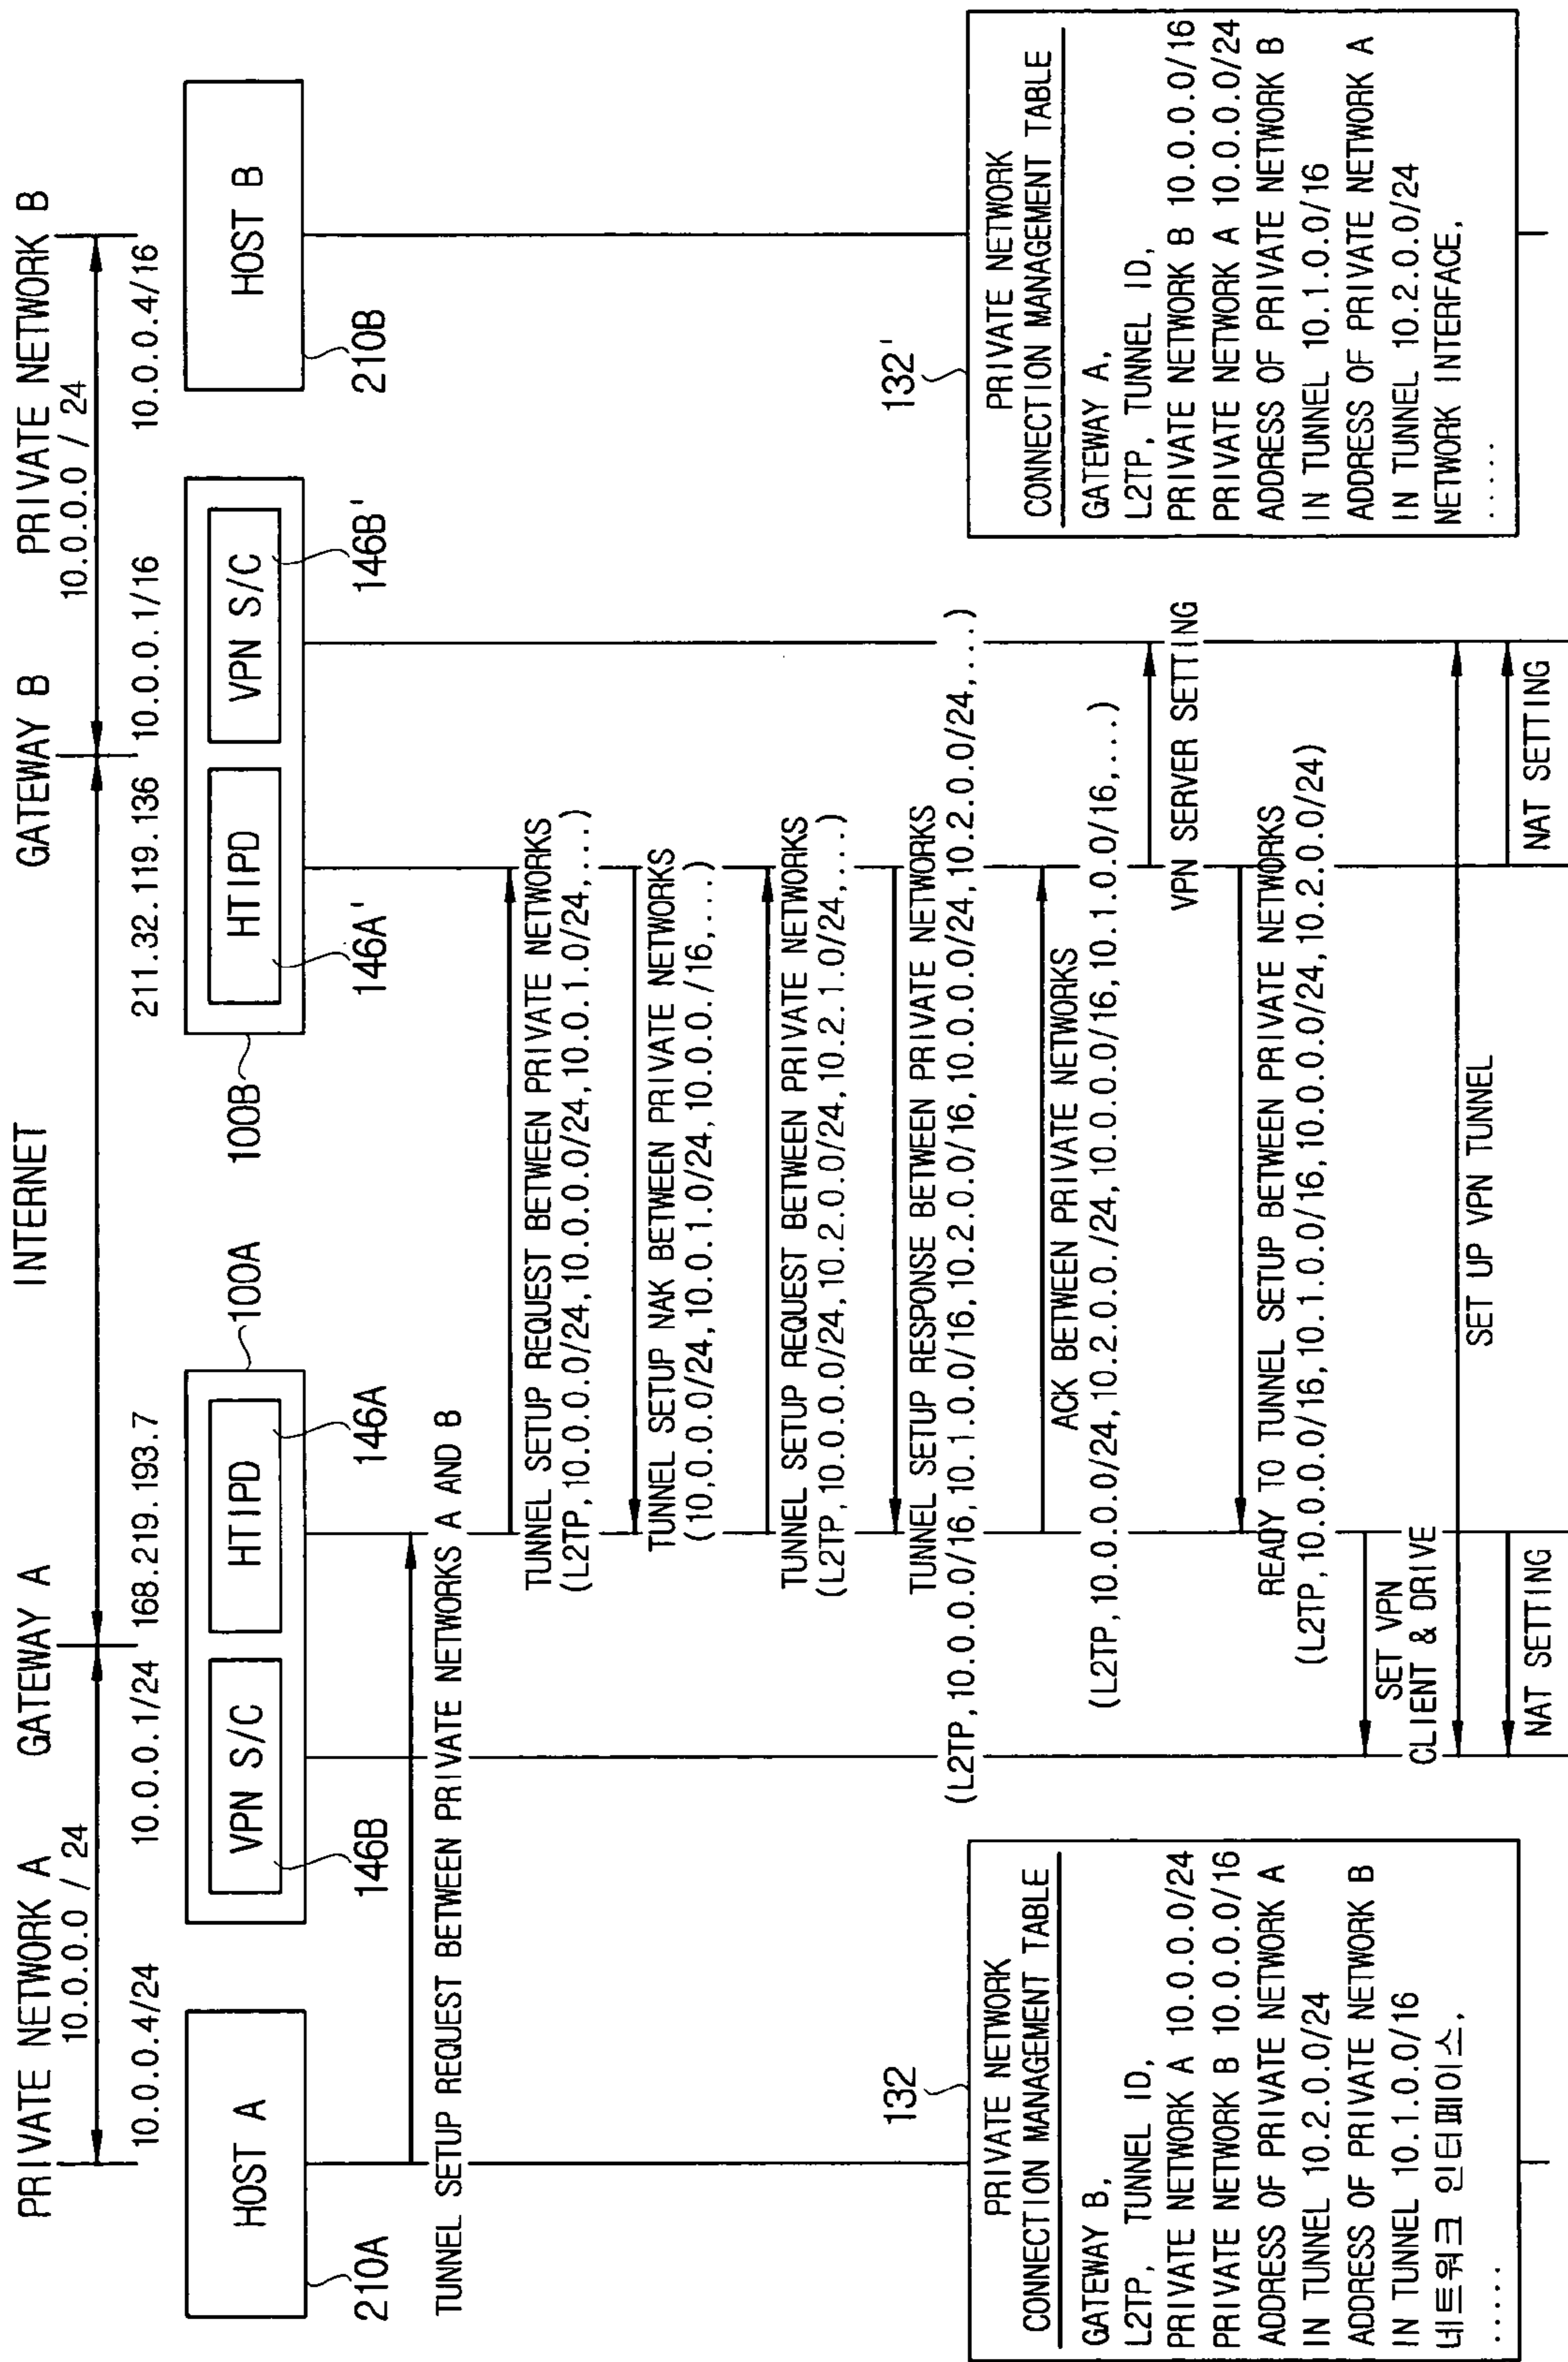 PRIVATE NETWORK A
GATEWAY A
INTERNET
GATEWAY B
PRIVATE NETWORK B
10.0.0.0 / 24
10.0.0.0 / 24
10.0.0.4/24
10.0.0.1/24
168.219.193.7
211.32.119.136
10.0.0.1/16
10.0.0.4/16
100A
HOST A
VPN S/C
HTIPD
HTIPD
VPN S/C
HOST B
210A
146B
146A
100B
146A'
146B'
210B
TUNNEL SETUP REQUEST BETWEEN PRIVATE NETWORKS A AND B
TUNNEL SETUP REQUEST BETWEEN PRIVATE NETWORKS
(L2TP,10.0.0.0/24,10.0.0.0/24,10.0.1.0/24,....)
TUNNEL SETUP NAK BETWEEN PRIVATE NETWORKS
(10,0.0.0/24,10.0.1.0/24,10.0.0./16,....)
TUNNEL SETUP REQUEST BETWEEN PRIVATE NETWORKS
(L2TP,10.0.0.0/24,10.2.0.0/24,10.2.1.0/24,....)
TUNNEL SETUP RESPONSE BETWEEN PRIVATE NETWORKS
(L2TP,10.0.0.0/16,10.1.0.0/16,10.2.0.0/16,10.0.0.0/24,10.2.0.0/24,....)
ACK BETWEEN PRIVATE NETWORKS
(L2TP,10.0.0.0/24,10.2.0.0./24,10.0.0.0/16,10.1.0.0/16,....)
VPN SERVER SETTING
READY TO TUNNEL SETUP BETWEEN PRIVATE NETWORKS
(L2TP,10.0.0.0/16,10.1.0.0/16,10.0.0.0/24,10.2.0.0/24)
SET VPN
CLIENT & DRIVE
SET UP VPN TUNNEL
NAT SETTING
NAT SETTING
132
PRIVATE NETWORK
CONNECTION MANAGEMENT TABLE
GATEWAY B,
L2TP, TUNNEL ID,
PRIVATE NETWORK A 10.0.0.0/24
PRIVATE NETWORK B 10.0.0.0/16
ADDRESS OF PRIVATE NETWORK A
IN TUNNEL 10.2.0.0/24
ADDRESS OF PRIVATE NETWORK B
IN TUNNEL 10.1.0.0/16
네트워크 인터페이스,
.....
132'
PRIVATE NETWORK
CONNECTION MANAGEMENT TABLE
GATEWAY A,
L2TP, TUNNEL ID,
PRIVATE NETWORK B 10.0.0.0/16
PRIVATE NETWORK A 10.0.0.0/24
ADDRESS OF PRIVATE NETWORK B
IN TUNNEL 10.1.0.0/16
ADDRESS OF PRIVATE NETWORK A
IN TUNNEL 10.2.0.0/24
NETWORK INTERFACE,
.....